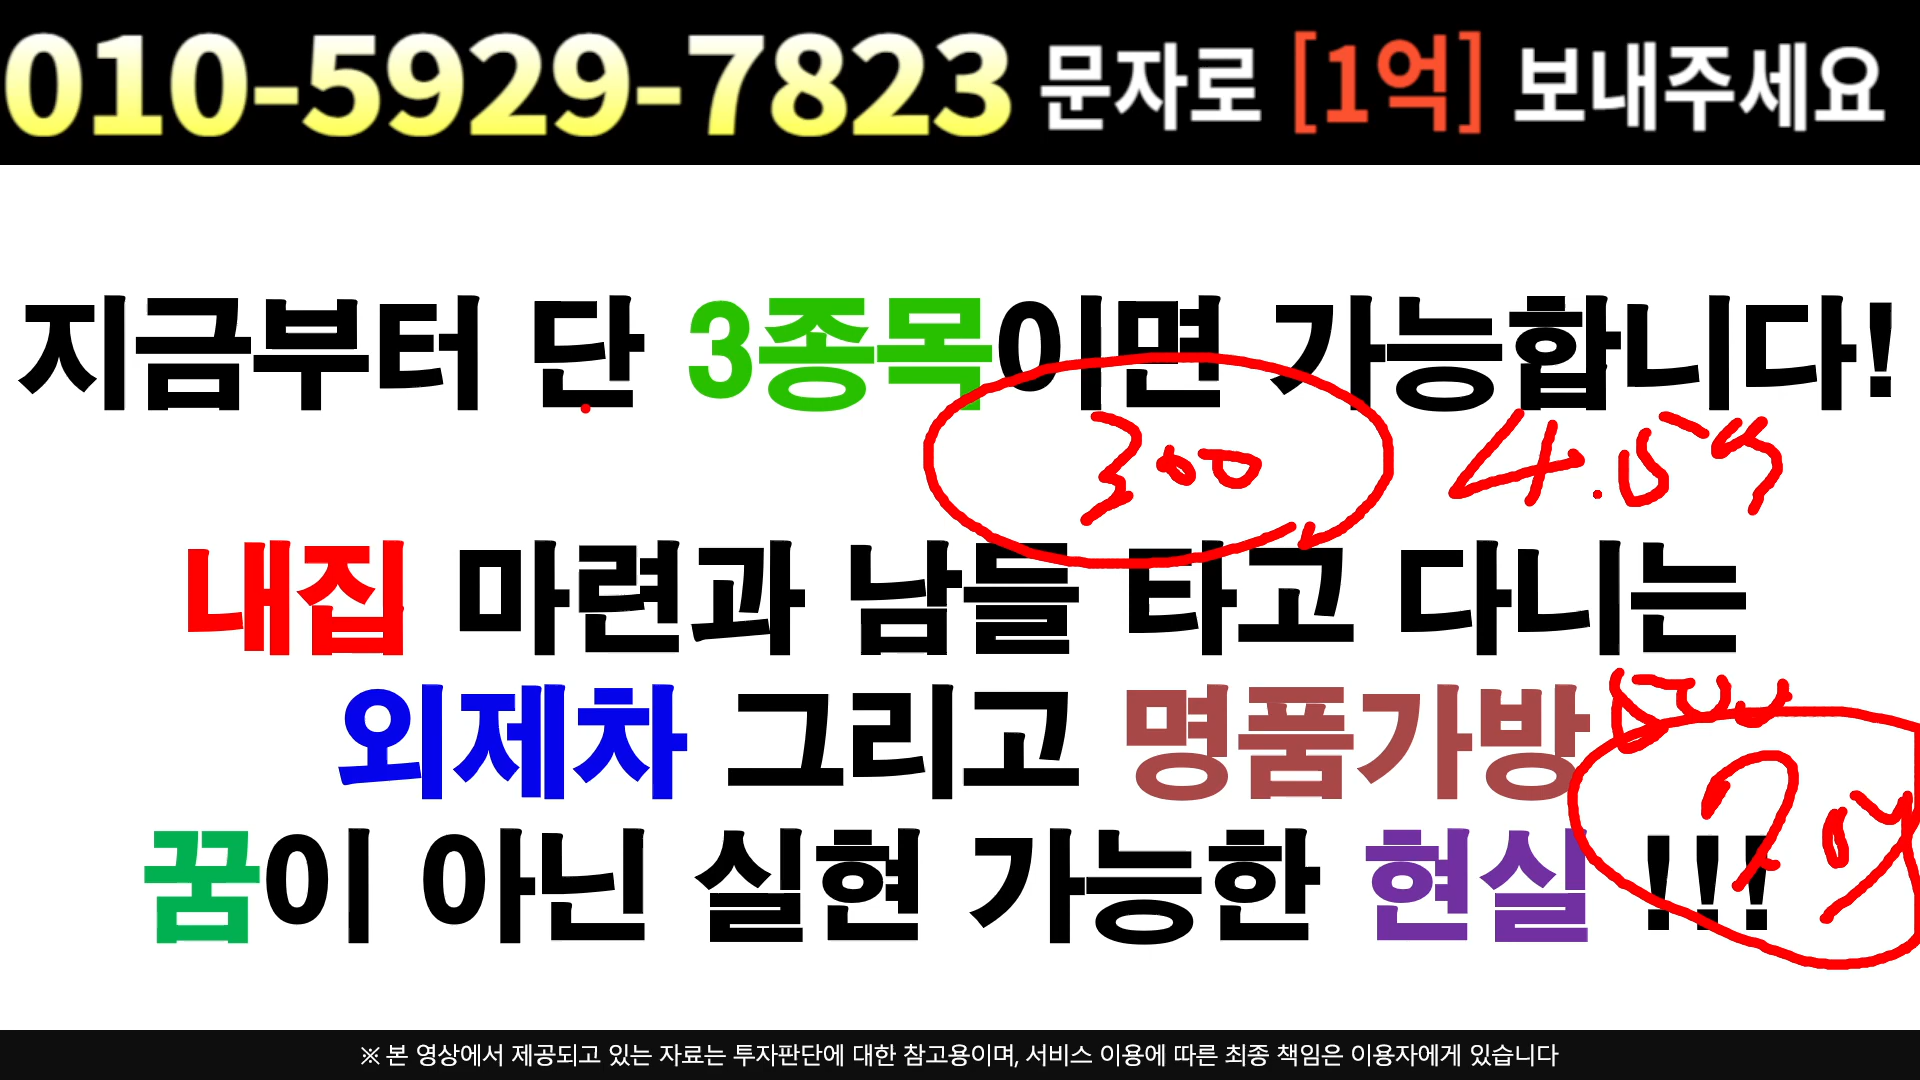 010-5929-7823 문자로 [1억] 보내주세요
지금부터 단 3종목이면 가능합니다!
300
4.5억
내집 마련과 남들 타고 다니는
외제차 그리고 명품가방
500
꿈이 아닌 실현 가능한 현실 !!!
※ 본 영상에서 제공되고 있는 자료는 투자판단에 대한 참고용이며, 서비스 이용에 따른 최종 책임은 이용자에게 있습니다